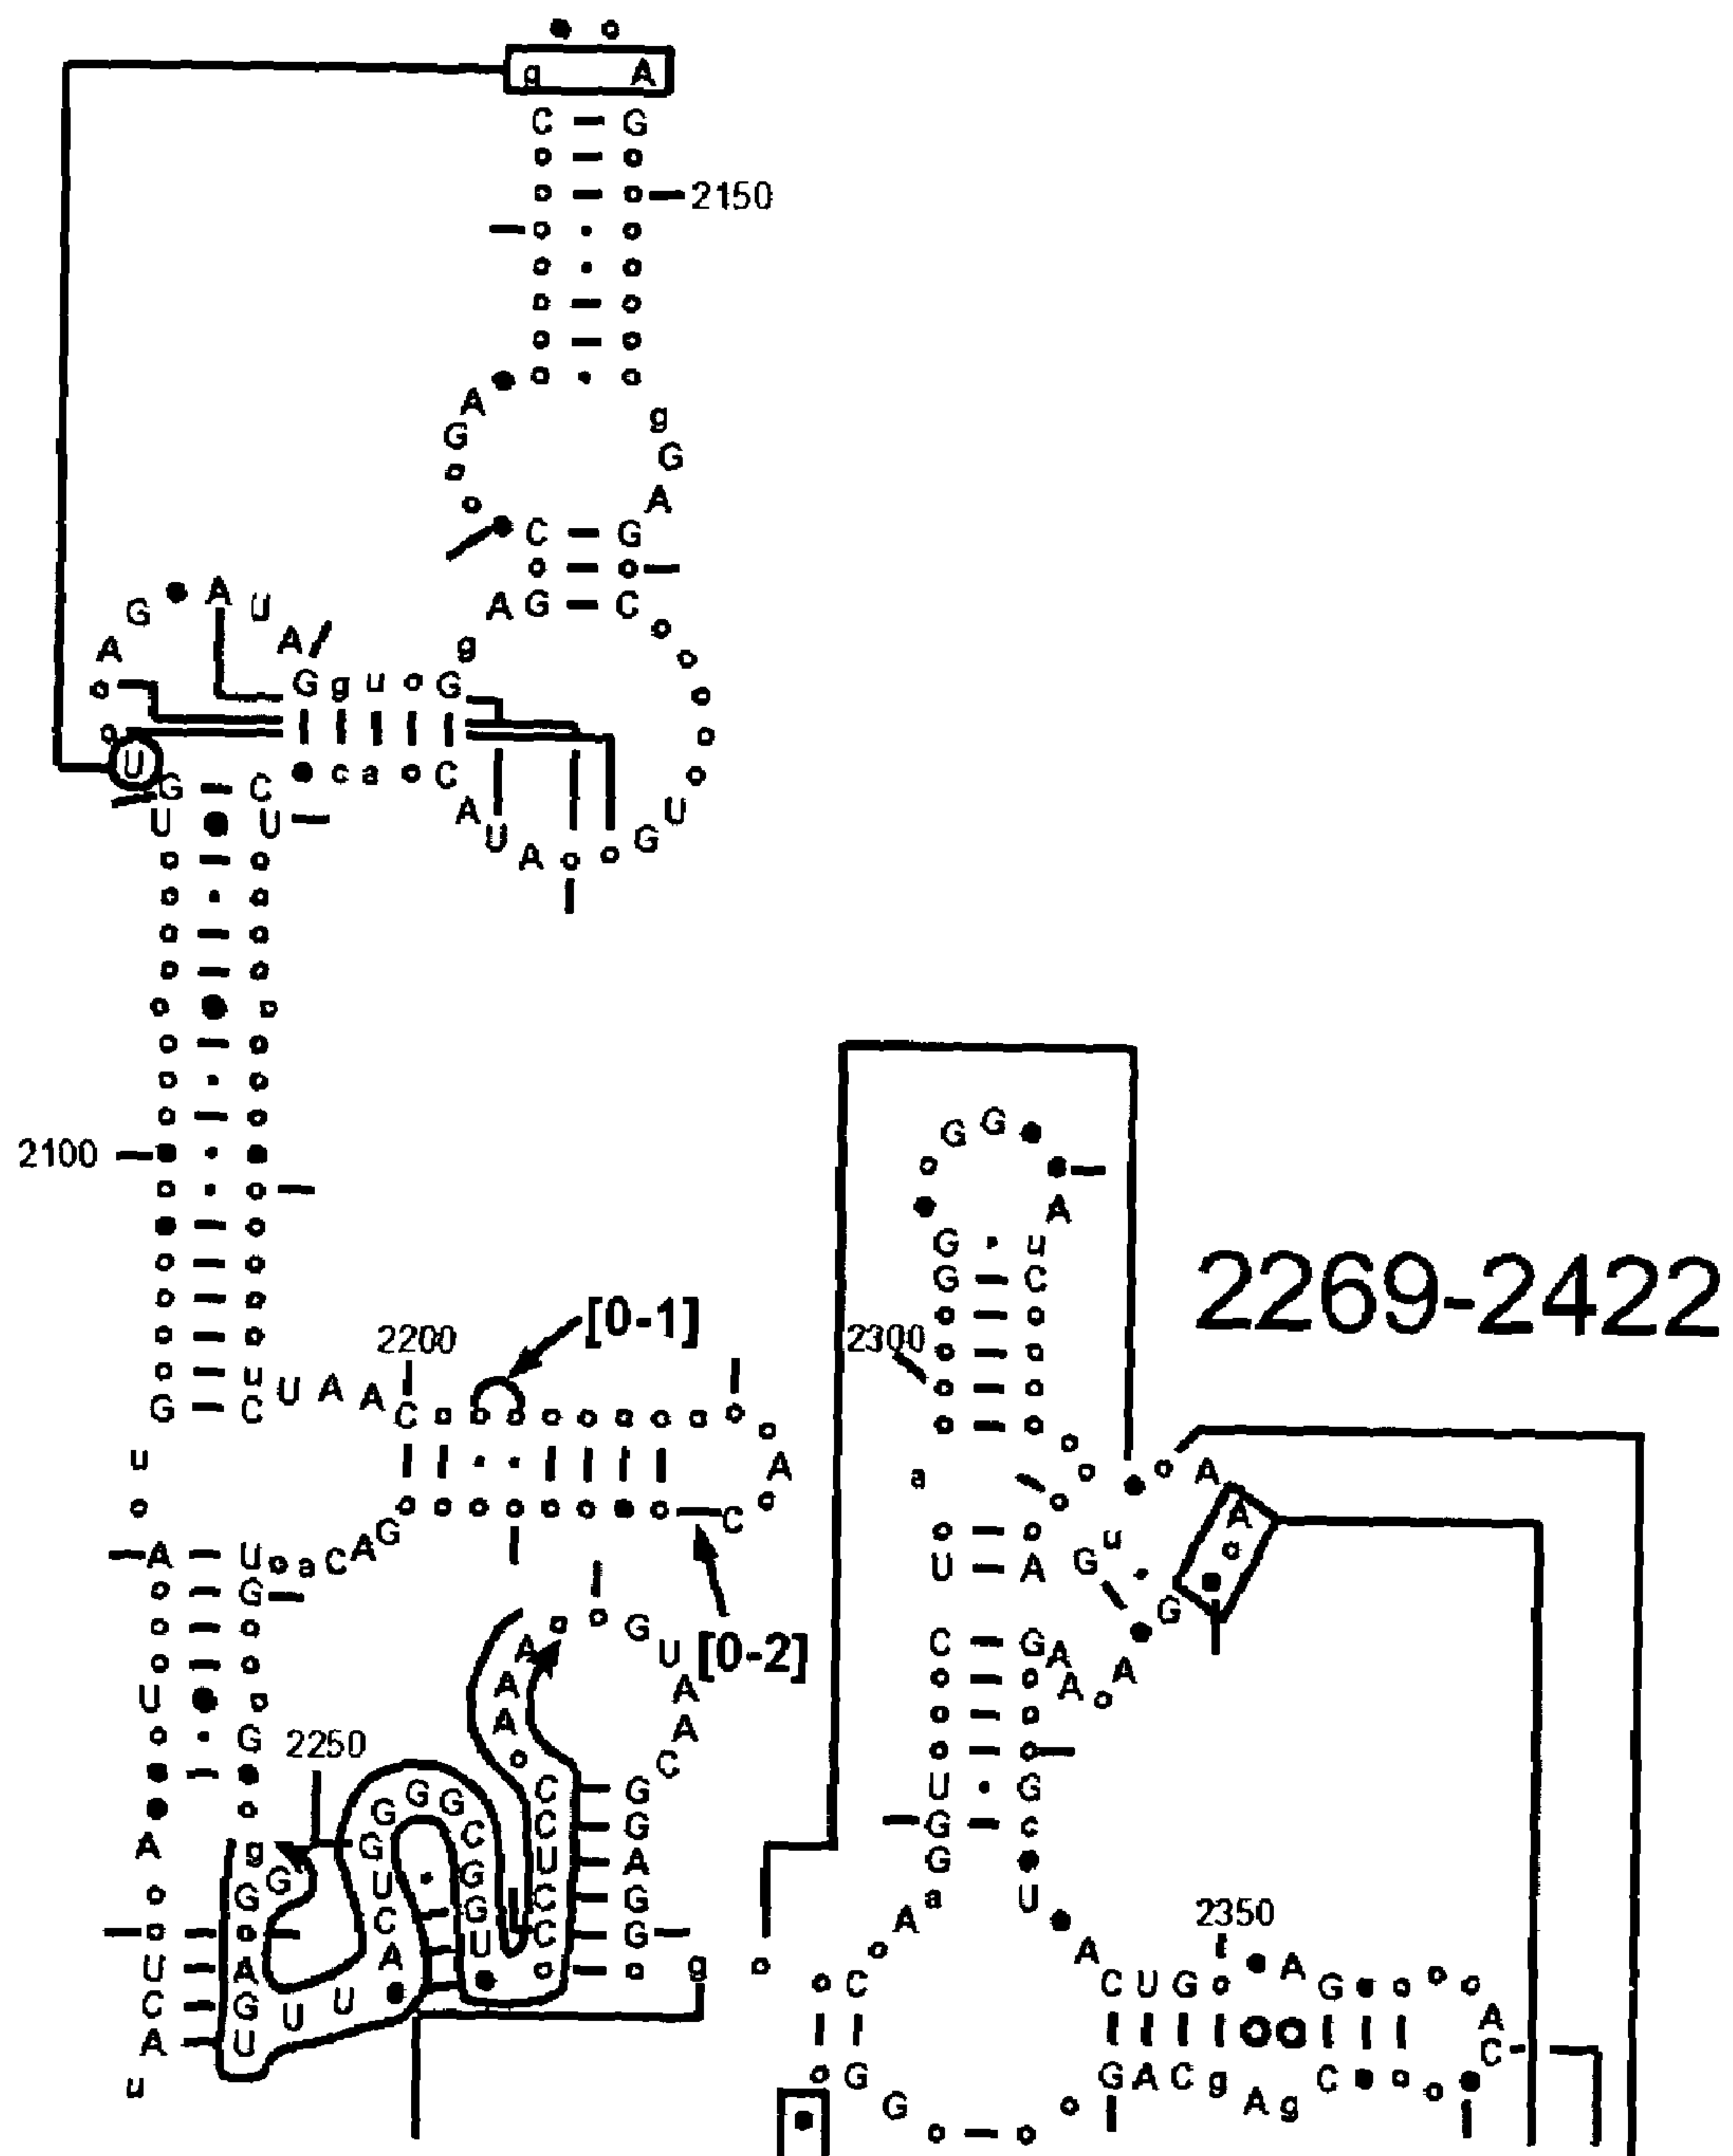 g A
C G
2150
A
G
g
G
A
C G
A G C
g
G A U A
A
G g u o G
U
c a o C
G C
U U
A U A o o G U
2100
[0-1]
2200
u
G C U A A C
u
o
A
C
G
A U o a C A G
G
[0-2]
U
G
2250
A A A o
G U A A C
C C U C C
G G A G G
G G G G C G G U
U C A
A
g G
G
U A
C G
A U
u
U U
g
G G
A
G u
G C
2300
2269-2422
a
U A
A
A
G u
G
C G
A A
A A
U G
G c
G
a
A
U
A
2350
C U G o A G
A
C
G A C g A g C
C
G
G